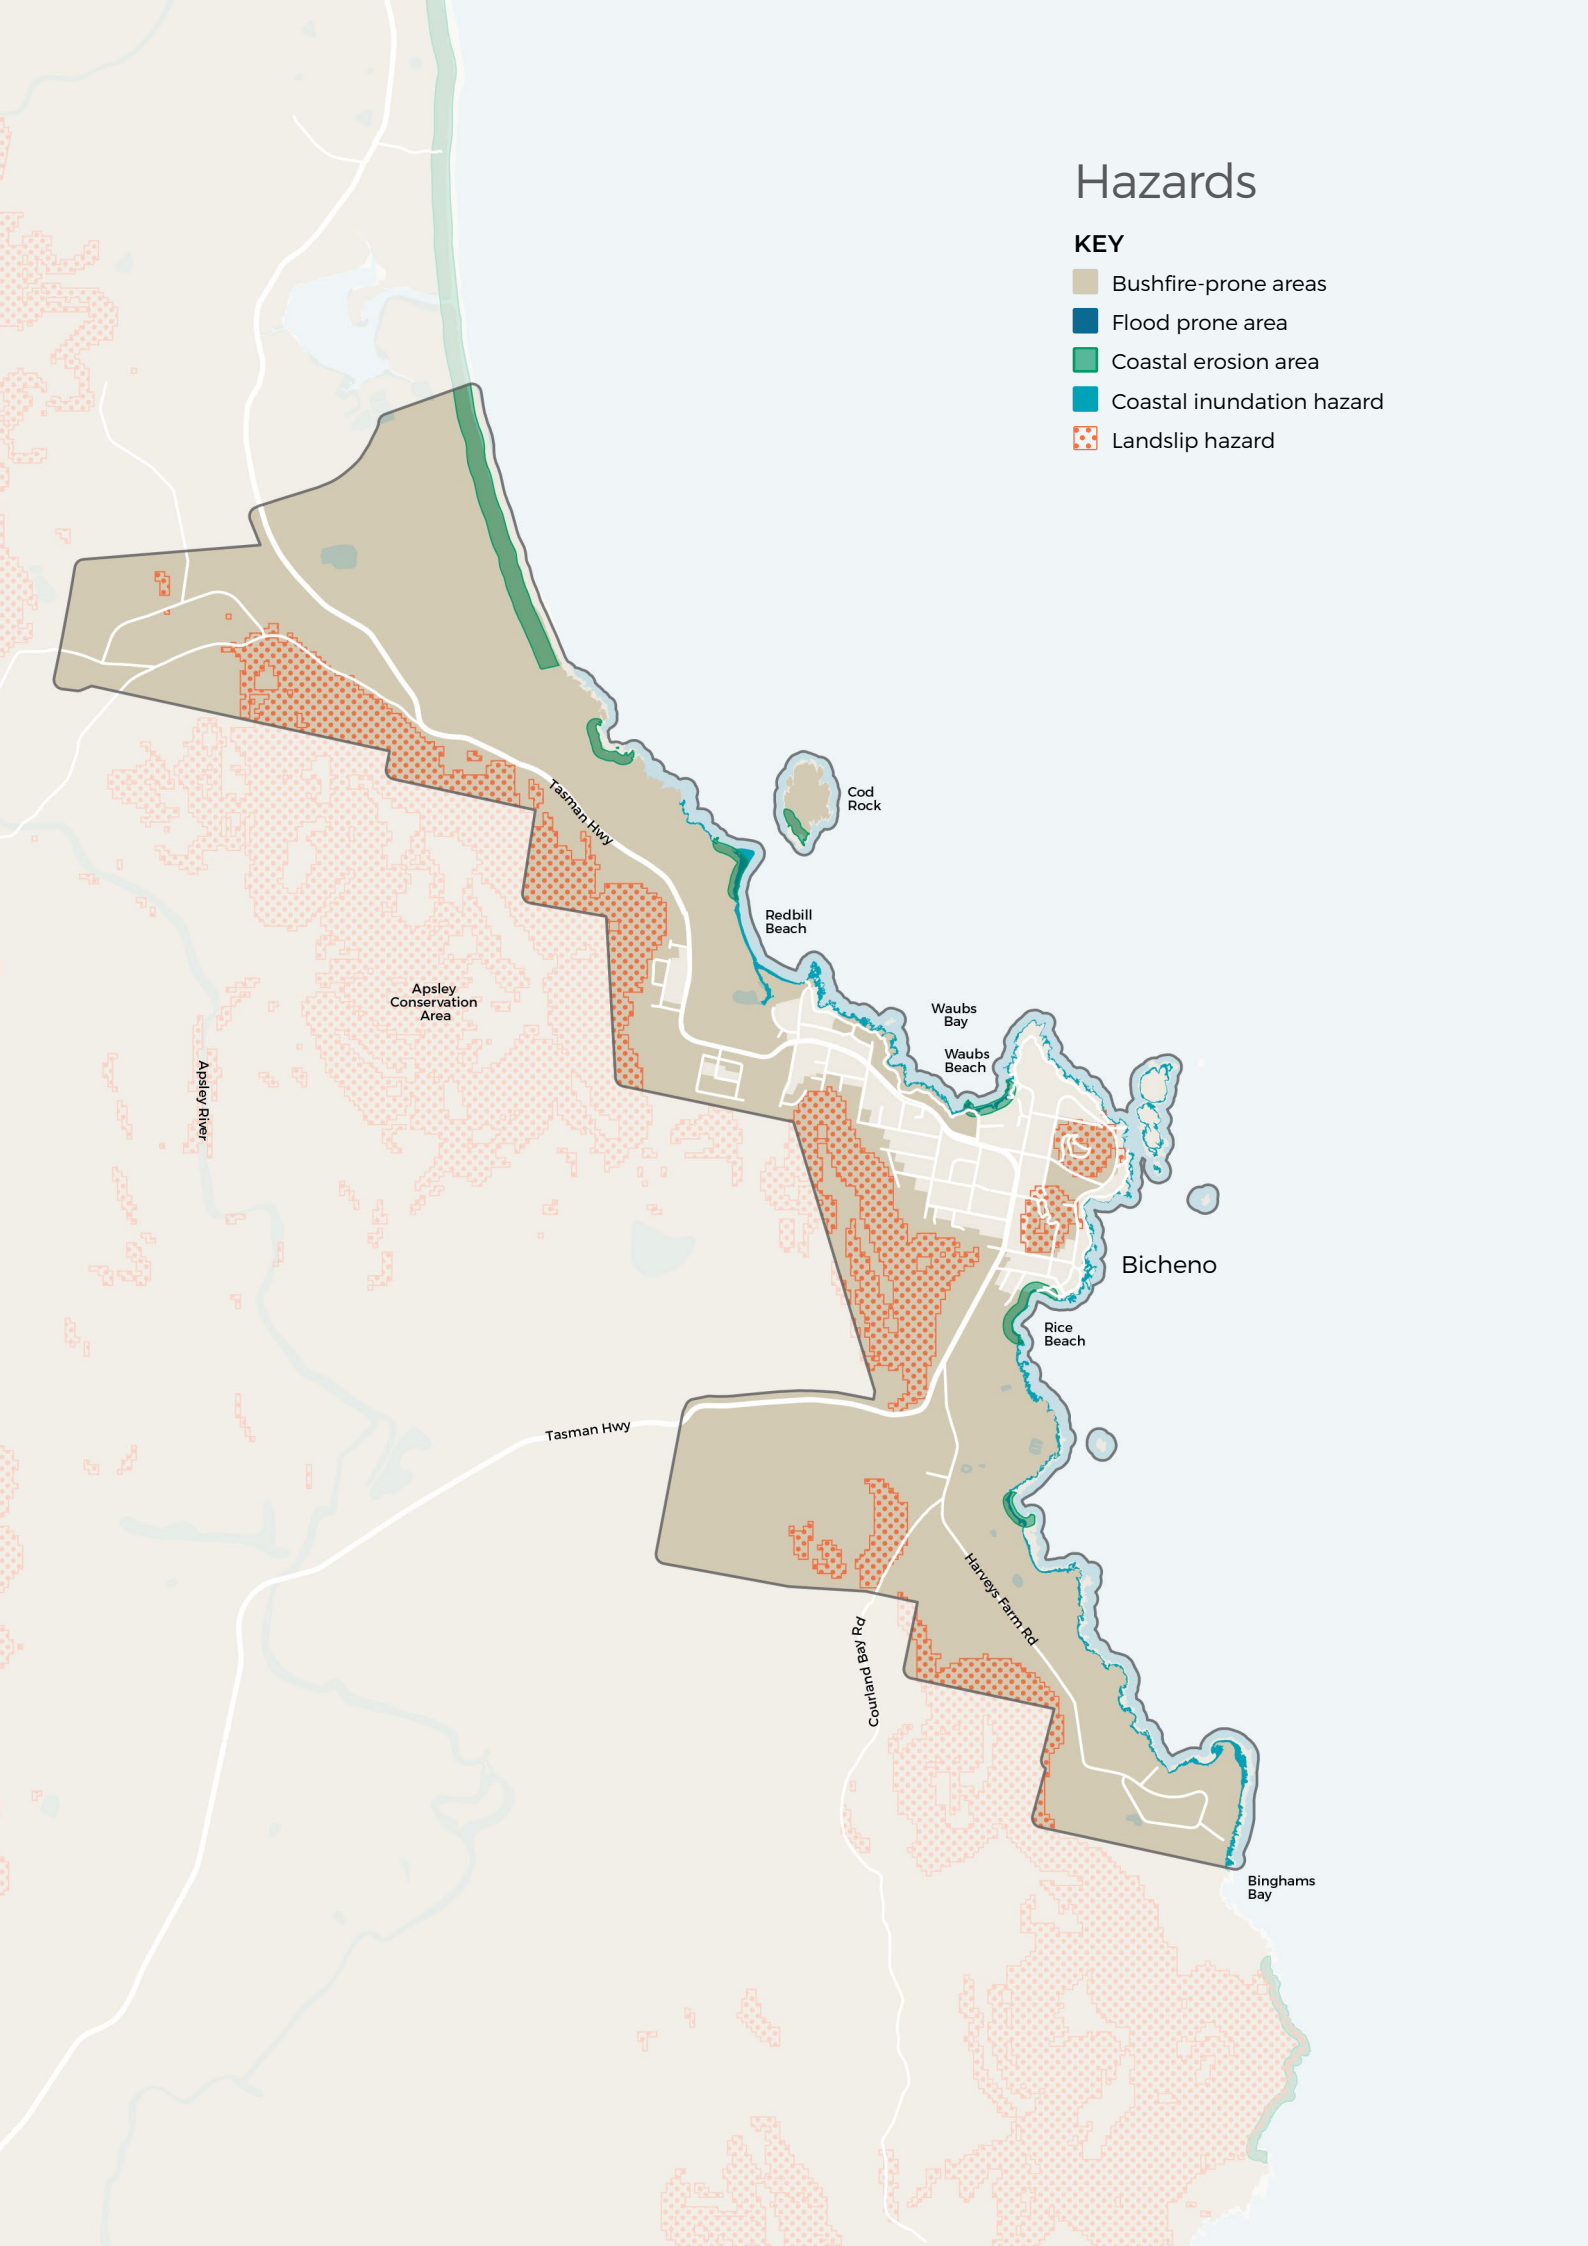 Hazards
KEY
Bushfire-prone areas
Flood prone area
Coastal erosion area
Coastal inundation hazard
Landslip hazard
Tasman Hwy
Cod
Rock
Redbill
Beach
Apsley
Conservation
Area
Waubs
Bay
Waubs
Beach
Apsley River
Bicheno
Rice
Beach
Tasman Hwy
Harveys Farm Rd
Courland Bay Rd
Binghams
Bay